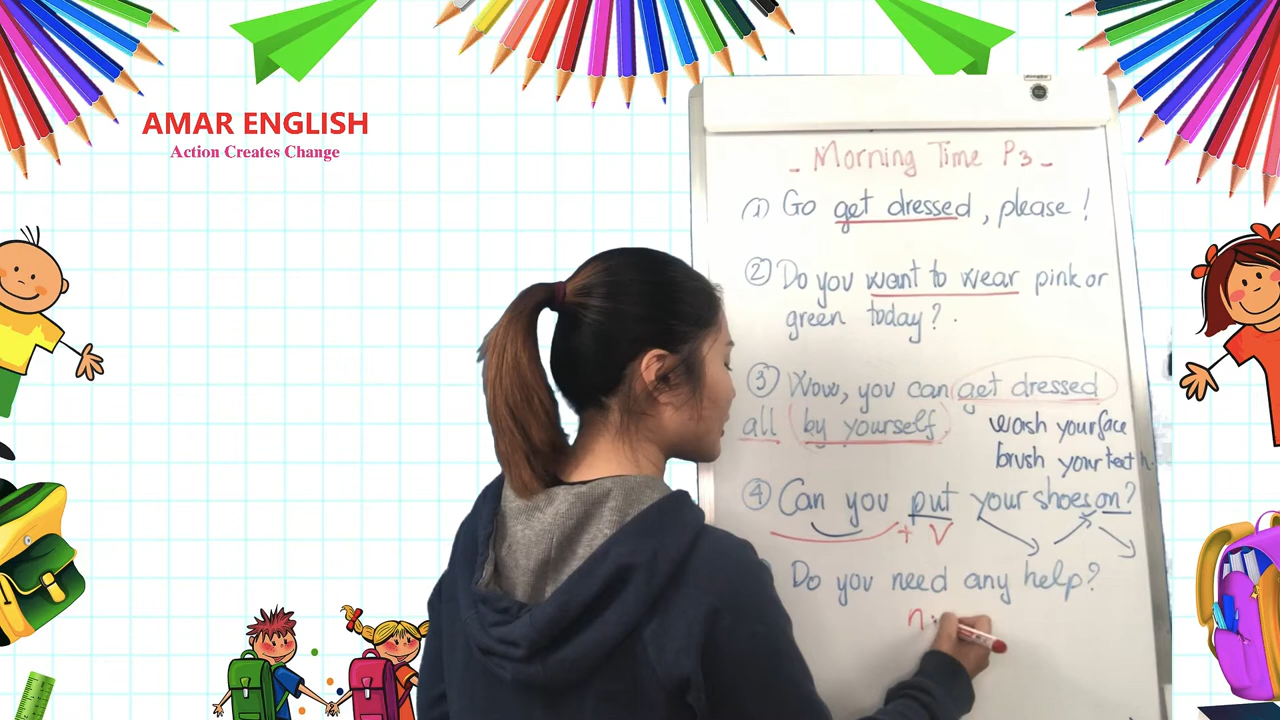 AMAR ENGLISH
Action Creates Change
- Morning Time P3 -
(1) Go get dressed, please!
② Do you want to wear pink or
green today?.
③ Wow, you can get dressed
all by yourself.
wash your face
brush your teeth.
④ Can you put your shoes on?
+ V
Do you need any help?
n